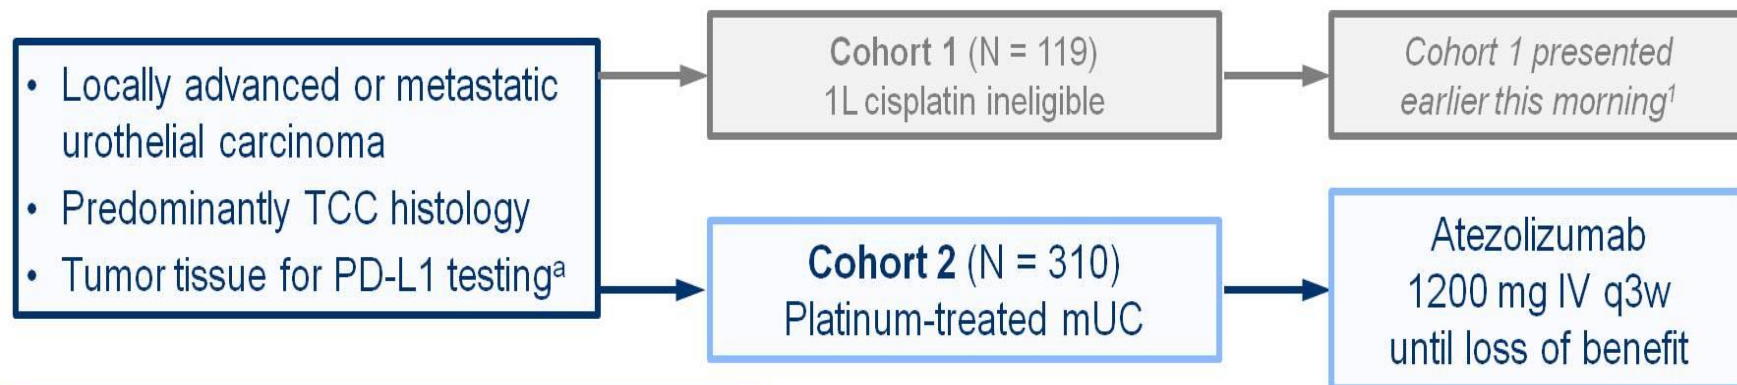 • Locally advanced or metastatic
urothelial carcinoma
• Predominantly TCC histology
• Tumor tissue for PD-L1 testingᵃ
Cohort 1 (N = 119)
1L cisplatin ineligible
Cohort 1 presented
earlier this morning¹
Cohort 2 (N = 310)
Platinum-treated mUC
Atezolizumab
1200 mg IV q3w
until loss of benefit